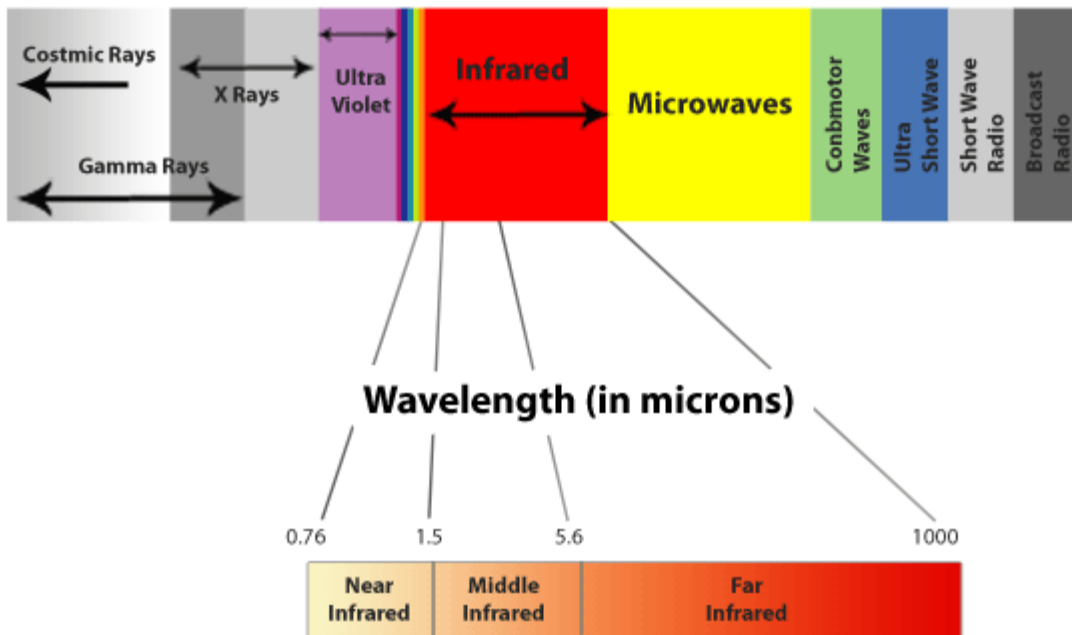 Costmic Rays
X Rays
Gamma Rays
Ultra
Violet
Infrared
Microwaves
Conbmotor
Waves
Ultra
Short Wave
Short Wave
Radio
Broadcast
Radio
Wavelength (in microns)
0.76
1.5
5.6
1000
Near
Infrared
Middle
Infrared
Far
Infrared